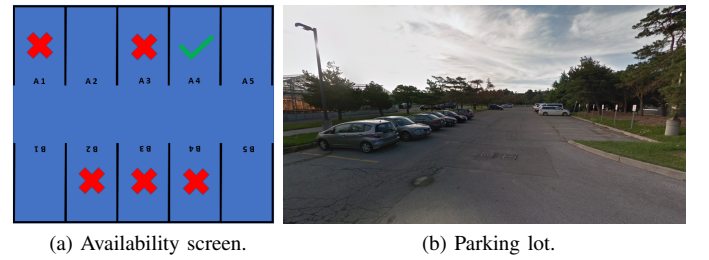 A1 A2 A3 A4 A5
B1 B2 B3 B4 B5
(a) Availability screen.
(b) Parking lot.